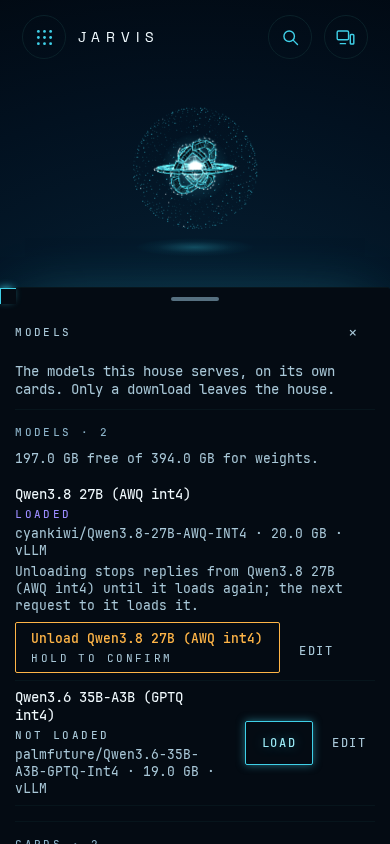 JARVIS
MODELS ×
The models this house serves, on its own
cards. Only a download leaves the house.
MODELS · 2
197.0 GB free of 394.0 GB for weights.
Qwen3.8 27B (AWQ int4)
LOADED
cyankiwi/Qwen3.8-27B-AWQ-INT4 · 20.0 GB ·
vLLM
Unloading stops replies from Qwen3.8 27B
(AWQ int4) until it loads again; the next
request to it loads it.
Unload Qwen3.8 27B (AWQ int4)
HOLD TO CONFIRM
EDIT
Qwen3.6 35B-A3B (GPTQ
int4)
NOT LOADED
palmfuture/Qwen3.6-35B-
A3B-GPTQ-Int4 · 19.0 GB ·
vLLM
LOAD
EDIT
CARDS · 2